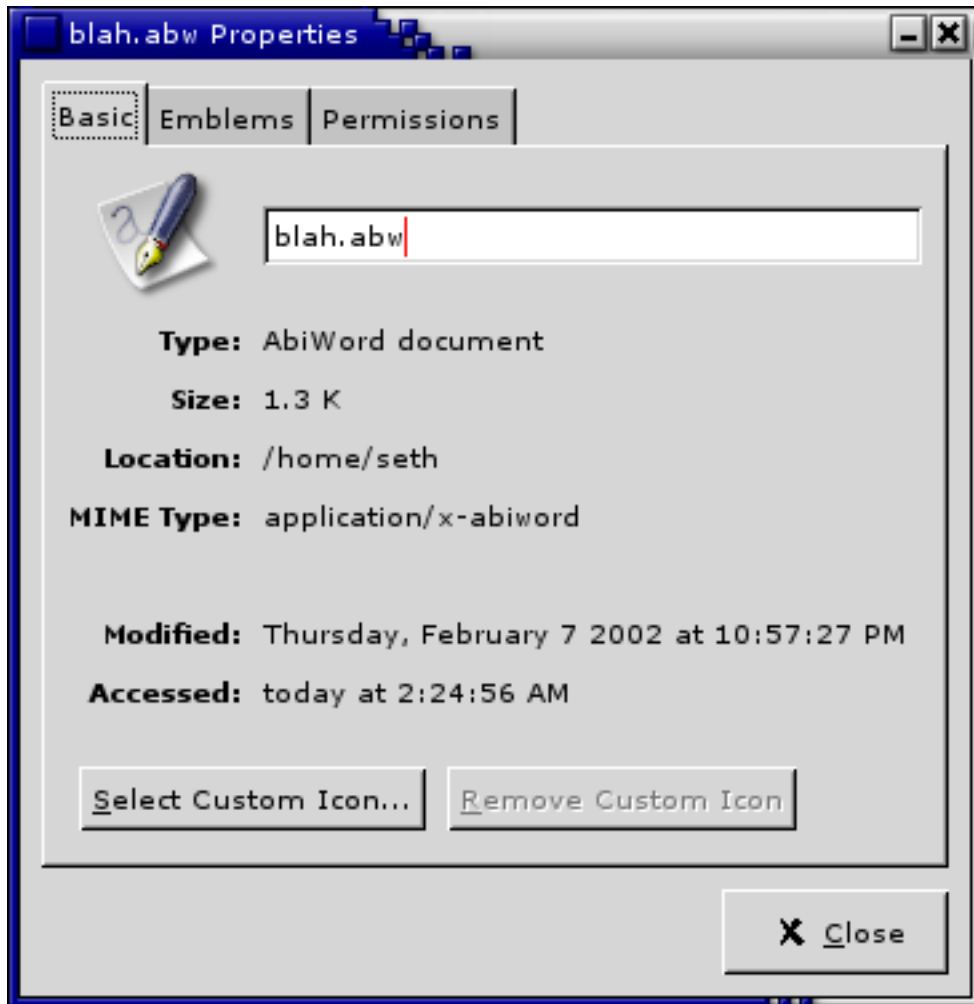 blah.abw Properties
Basic Emblems Permissions
blah.abw
Type: AbiWord document
Size: 1.3 K
Location: /home/seth
MIME Type: application/x-abiword
Modified: Thursday, February 7 2002 at 10:57:27 PM
Accessed: today at 2:24:56 AM
Select Custom Icon... Remove Custom Icon
Close